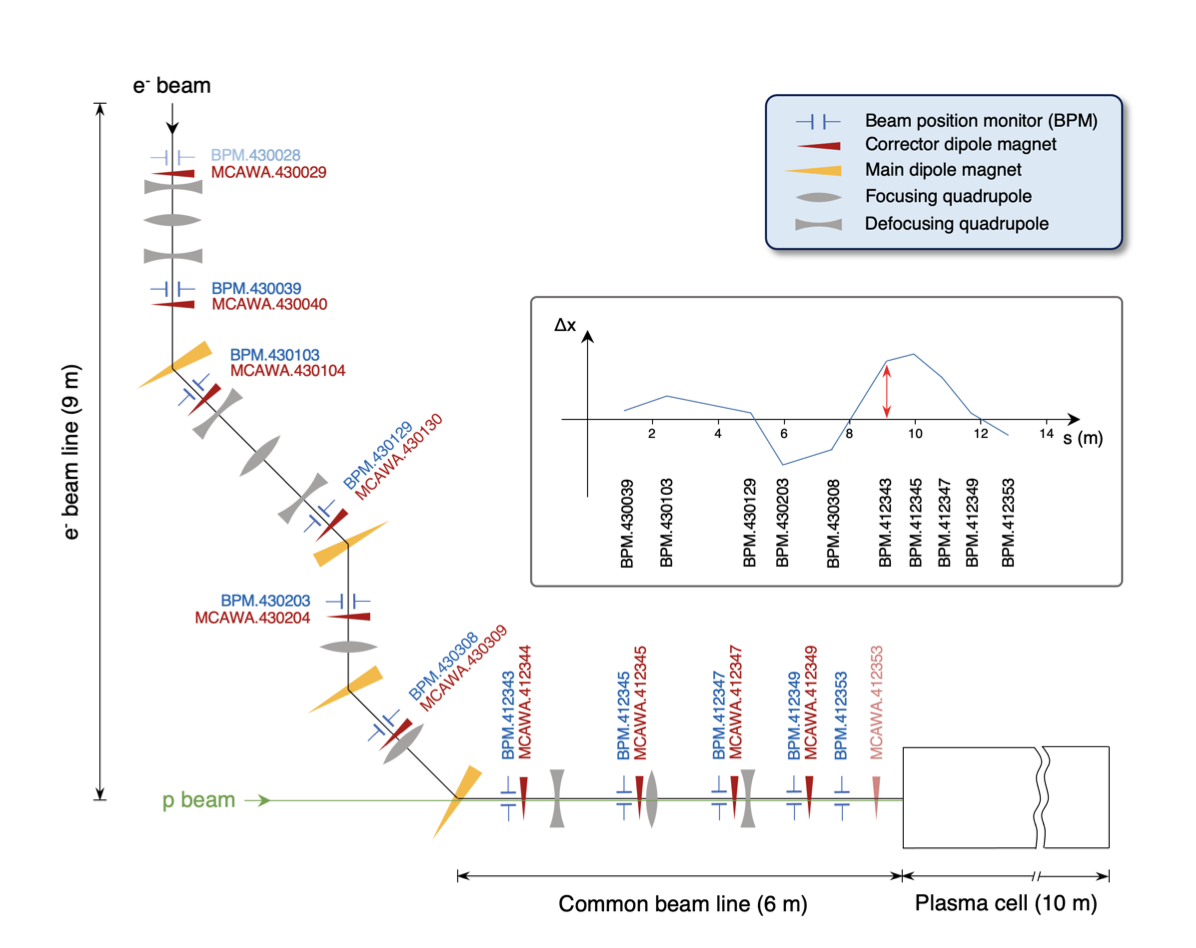 e- beam
BPM.430028
MCAWA.430029
BPM.430039
MCAWA.430040
BPM.430103
MCAWA.430104
BPM.430129
MCAWA.430130
BPM.430203
MCAWA.430204
BPM.430308
MCAWA.430309
e- beam line (9 m)
p beam
BPM.412343
MCAWA.412344
BPM.412345
MCAWA.412345
BPM.412347
MCAWA.412347
BPM.412349
MCAWA.412349
BPM.412353
MCAWA.412353
Common beam line (6 m)
Plasma cell (10 m)
Beam position monitor (BPM)
Corrector dipole magnet
Main dipole magnet
Focusing quadrupole
Defocusing quadrupole
Δx
2 4 6 8 10 12 14
s (m)
BPM.430039
BPM.430103
BPM.430129
BPM.430203
BPM.430308
BPM.412343
BPM.412345
BPM.412347
BPM.412349
BPM.412353